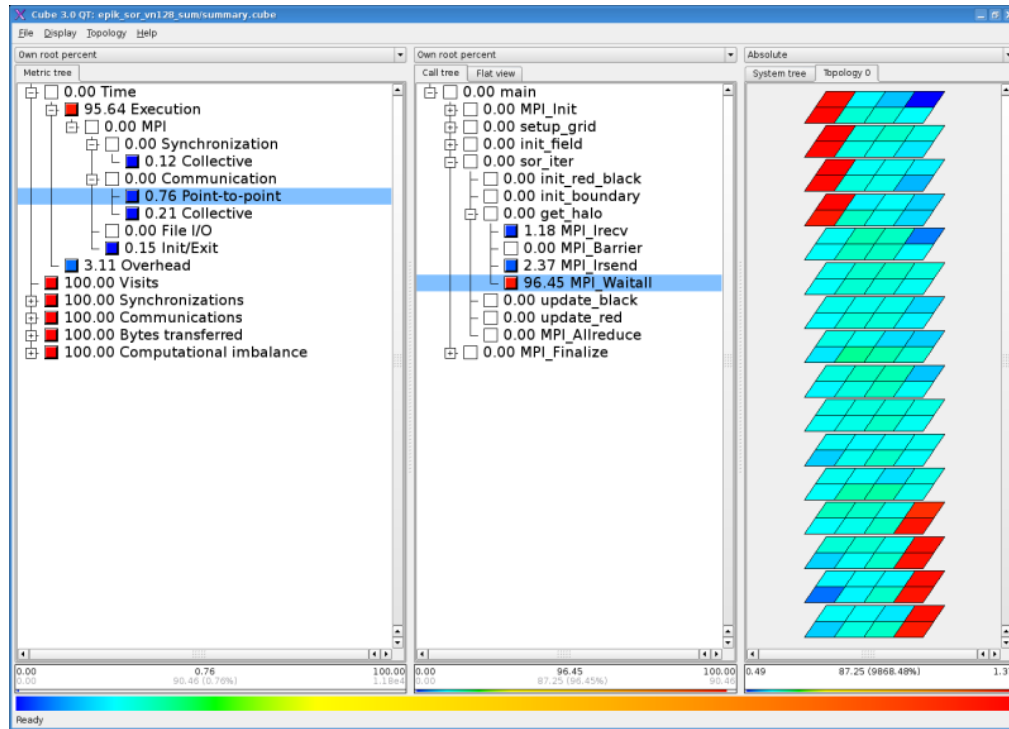 Cube 3.0 QT: epik_sor_vn128_sum/summary.cube
File Display Topology Help
Own root percent
Metric tree
0.00 Time
95.64 Execution
0.00 MPI
0.00 Synchronization
0.12 Collective
0.00 Communication
0.76 Point-to-point
0.21 Collective
0.00 File I/O
0.15 Init/Exit
3.11 Overhead
100.00 Visits
100.00 Synchronizations
100.00 Communications
100.00 Bytes transferred
100.00 Computational imbalance
0.00 0.76 100.00
0.00 90.46 (0.76%) 1.18e4
Own root percent
Call tree Flat view
0.00 main
0.00 MPI_Init
0.00 setup_grid
0.00 init_field
0.00 sor_iter
0.00 init_red_black
0.00 init_boundary
0.00 get_halo
1.18 MPI_Irecv
0.00 MPI_Barrier
2.37 MPI_Irsend
96.45 MPI_Waitall
0.00 update_black
0.00 update_red
0.00 MPI_Allreduce
0.00 MPI_Finalize
0.00 96.45 100.00
0.00 87.25 (96.45%) 90.46
Absolute
System tree Topology 0
0.49 87.25 (9868.48%)
Ready